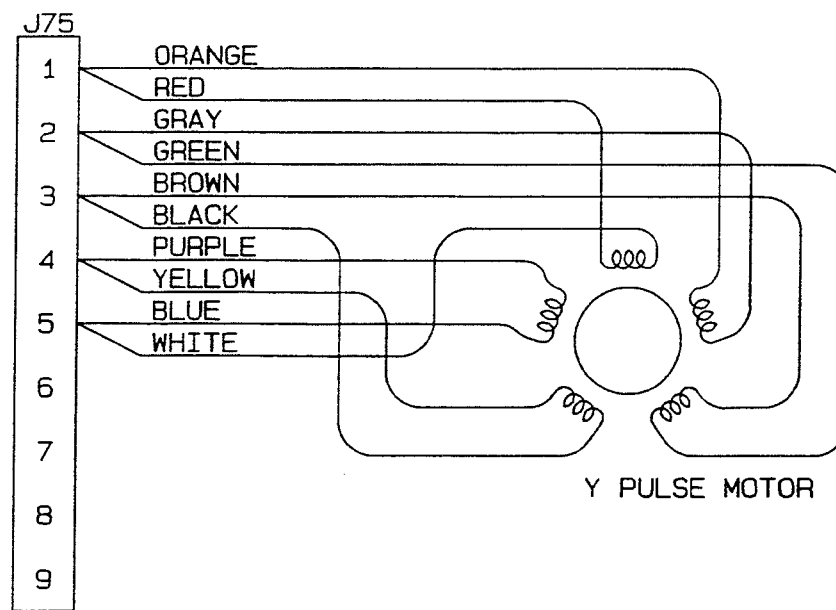 J75
1
ORANGE
RED
2
GRAY
GREEN
3
BROWN
BLACK
4
PURPLE
YELLOW
5
BLUE
WHITE
6
7
8
9
Y PULSE MOTOR